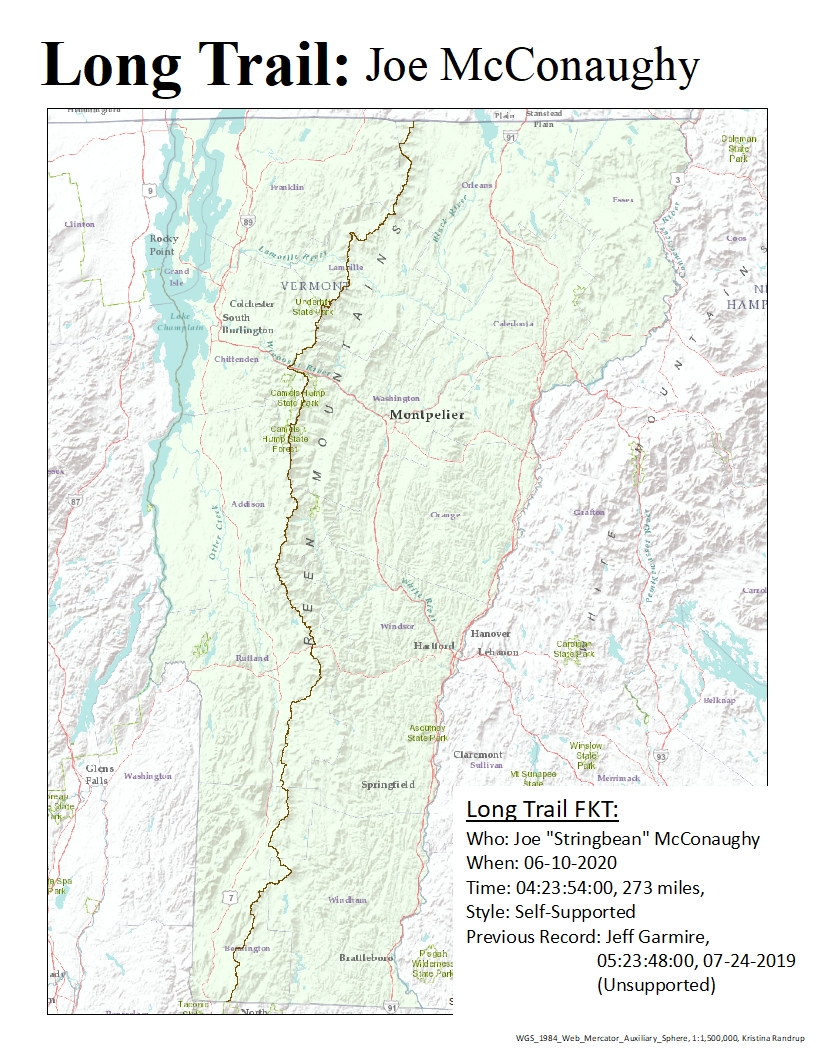 Long Trail: Joe McConaughy
Plain
Stanstead
Plain
91
Coleman
State
Park
3
9
Franklin
Orleans
Essex
89
Clinton
Rocky
Point
Grand
Isle
Black River
Coos
Lamoille River
Lamoille
VERMONT
Underhill
State Park
HAMP
Colchester
South
Burlington
Lake
Champlain
Caledonia
Chittenden
Winooski River
Camels Hump
State Park
Washington
Montpelier
Camels
Hump State
Forest
87
Addison
Orange
Grafton
Otter Creek
White River
Windsor
Hanover
Hartford
Lebanon
Cardigan
State Park
Rutland
Belknap
Ascutney
State Park
Claremont
Sullivan
Winslow
State
Park
93
Glens
Falls
Washington
Mt Sunapee
State
Merrimack
Springfield
Long Trail FKT:
Who: Joe "Stringbean" McConaughy
When: 06-10-2020
Time: 04:23:54:00, 273 miles,
Style: Self-Supported
Previous Record: Jeff Garmire,
05:23:48:00, 07-24-2019
(Unsupported)
7
Windham
Bennington
Brattleboro
Pisgah
Wilderness
State Park
Taconic
North
91
GREEN MOUNTAINS
WHITE MOUNTAINS
WGS_1984_Web_Mercator_Auxiliary_Sphere, 1:1,500,000, Kristina Randrup